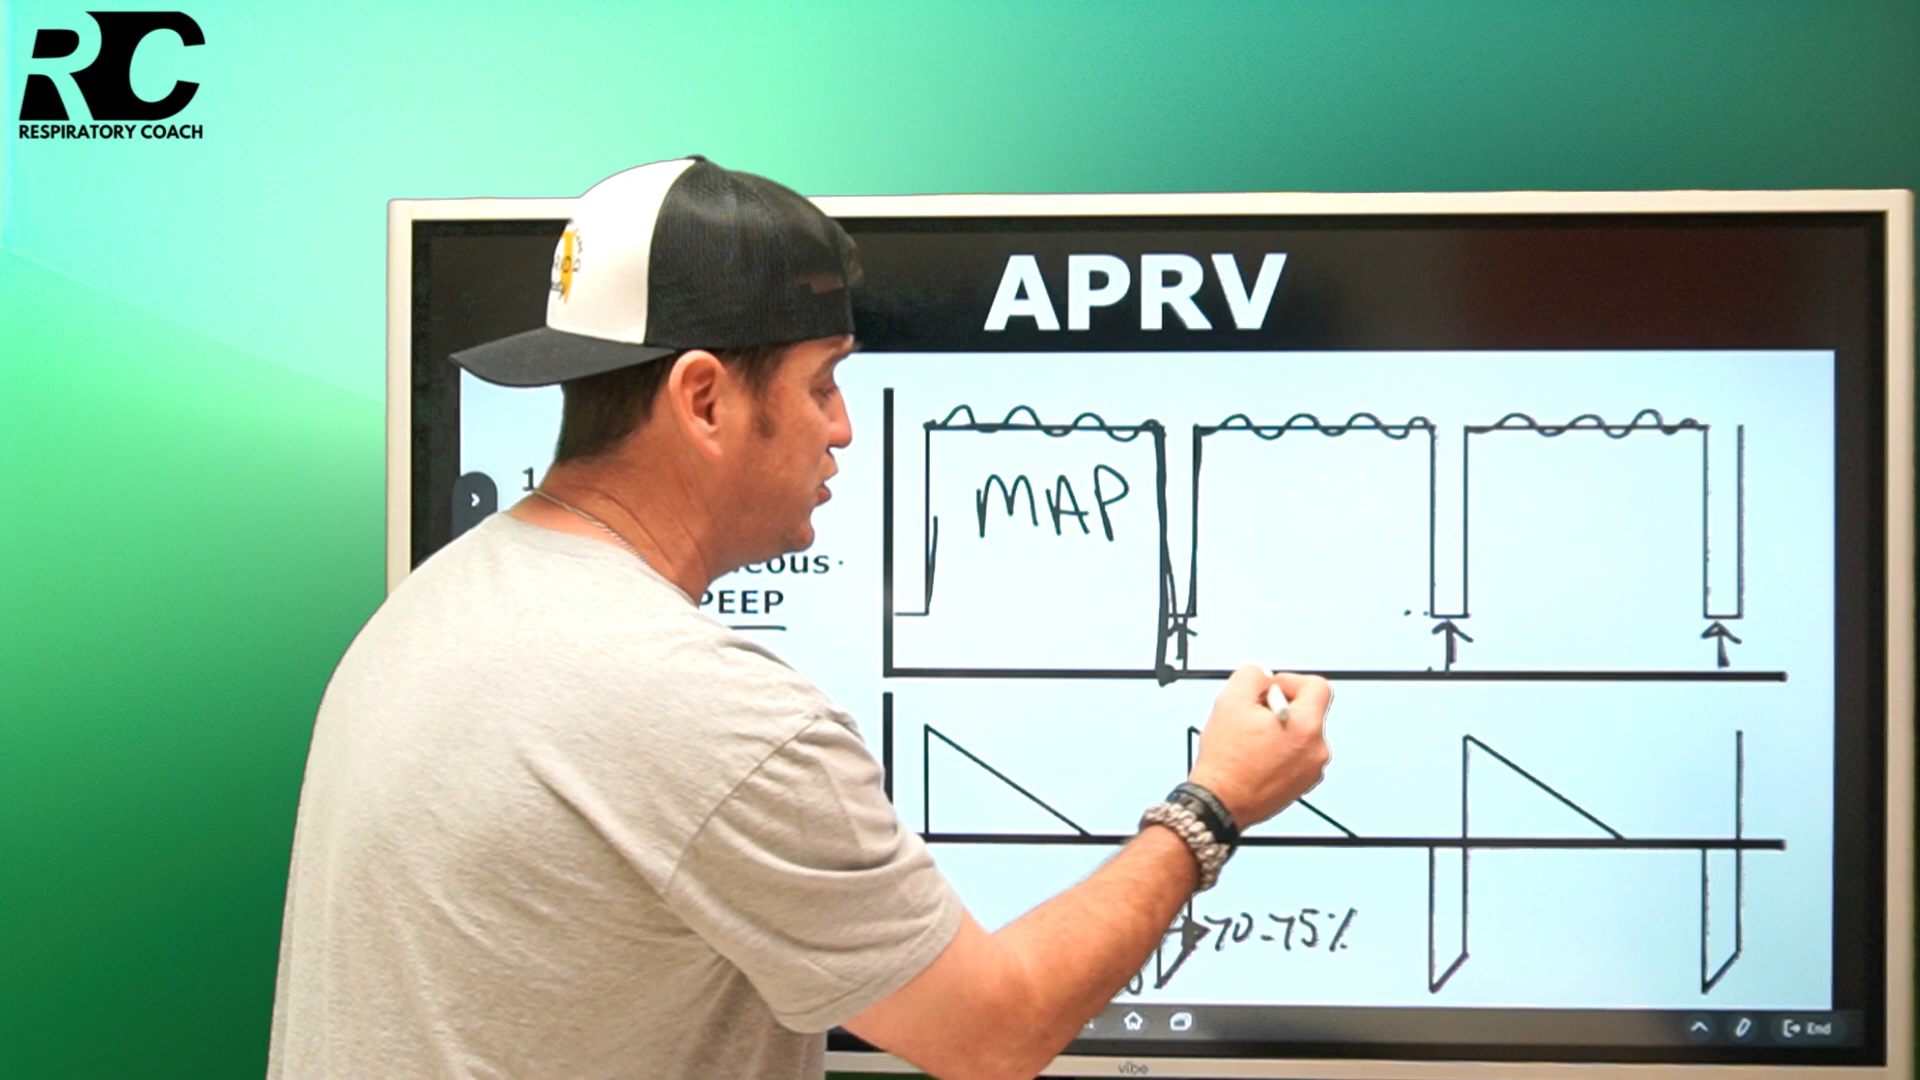 RC
RESPIRATORY COACH
APRV
MAP
PEEP
70-75%
End
vibe